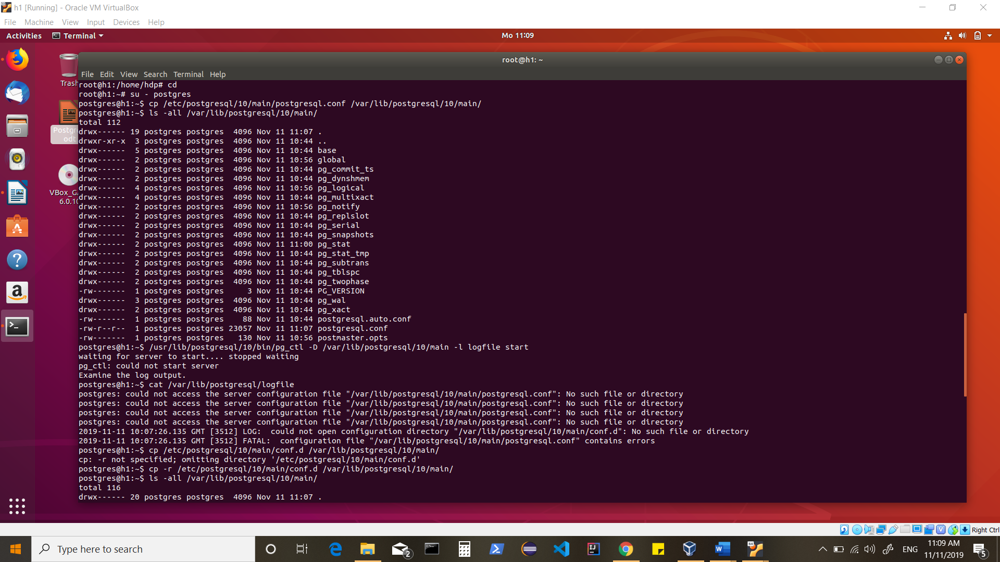 h1 [Running] - Oracle VM VirtualBox
File Machine View Input Devices Help
Activities Terminal Mo 11:09
root@h1: ~
File Edit View Search Terminal Help
Trash
Postgr
odt
VBox_G
6.0.10
root@h1:/home/hdp# cd
root@h1:~# su - postgres
postgres@h1:~$ cp /etc/postgresql/10/main/postgresql.conf /var/lib/postgresql/10/main/
postgres@h1:~$ ls -all /var/lib/postgresql/10/main/
total 112
drwx------ 19 postgres postgres  4096 Nov 11 11:07 .
drwxr-xr-x  3 postgres postgres  4096 Nov 11 10:44 ..
drwx------  5 postgres postgres  4096 Nov 11 10:44 base
drwx------  2 postgres postgres  4096 Nov 11 10:56 global
drwx------  2 postgres postgres  4096 Nov 11 10:44 pg_commit_ts
drwx------  2 postgres postgres  4096 Nov 11 10:44 pg_dynshmem
drwx------  4 postgres postgres  4096 Nov 11 10:56 pg_logical
drwx------  4 postgres postgres  4096 Nov 11 10:44 pg_multixact
drwx------  2 postgres postgres  4096 Nov 11 10:56 pg_notify
drwx------  2 postgres postgres  4096 Nov 11 10:44 pg_replslot
drwx------  2 postgres postgres  4096 Nov 11 10:44 pg_serial
drwx------  2 postgres postgres  4096 Nov 11 10:44 pg_snapshots
drwx------  2 postgres postgres  4096 Nov 11 11:00 pg_stat
drwx------  2 postgres postgres  4096 Nov 11 10:44 pg_stat_tmp
drwx------  2 postgres postgres  4096 Nov 11 10:44 pg_subtrans
drwx------  2 postgres postgres  4096 Nov 11 10:44 pg_tblspc
drwx------  2 postgres postgres  4096 Nov 11 10:44 pg_twophase
-rw-------  1 postgres postgres     3 Nov 11 10:44 PG_VERSION
drwx------  3 postgres postgres  4096 Nov 11 10:44 pg_wal
drwx------  2 postgres postgres  4096 Nov 11 10:44 pg_xact
-rw-------  1 postgres postgres    88 Nov 11 10:44 postgresql.auto.conf
-rw-r--r--  1 postgres postgres 23057 Nov 11 11:07 postgresql.conf
-rw-------  1 postgres postgres   130 Nov 11 10:56 postmaster.opts
postgres@h1:~$ /usr/lib/postgresql/10/bin/pg_ctl -D /var/lib/postgresql/10/main -l logfile start
waiting for server to start.... stopped waiting
pg_ctl: could not start server
Examine the log output.
postgres@h1:~$ cat /var/lib/postgresql/logfile
postgres: could not access the server configuration file "/var/lib/postgresql/10/main/postgresql.conf": No such file or directory
postgres: could not access the server configuration file "/var/lib/postgresql/10/main/postgresql.conf": No such file or directory
postgres: could not access the server configuration file "/var/lib/postgresql/10/main/postgresql.conf": No such file or directory
postgres: could not access the server configuration file "/var/lib/postgresql/10/main/postgresql.conf": No such file or directory
2019-11-11 10:07:26.135 GMT [3512] LOG:  could not open configuration directory "/var/lib/postgresql/10/main/conf.d": No such file or directory
2019-11-11 10:07:26.135 GMT [3512] FATAL:  configuration file "/var/lib/postgresql/10/main/postgresql.conf" contains errors
postgres@h1:~$ cp /etc/postgresql/10/main/conf.d /var/lib/postgresql/10/main/
cp: -r not specified; omitting directory '/etc/postgresql/10/main/conf.d'
postgres@h1:~$ cp -r /etc/postgresql/10/main/conf.d /var/lib/postgresql/10/main/
postgres@h1:~$ ls -all /var/lib/postgresql/10/main/
total 116
drwx------ 20 postgres postgres  4096 Nov 11 11:07 .
Right Ctrl
Type here to search
2
ENG
11:09 AM
11/11/2019
5